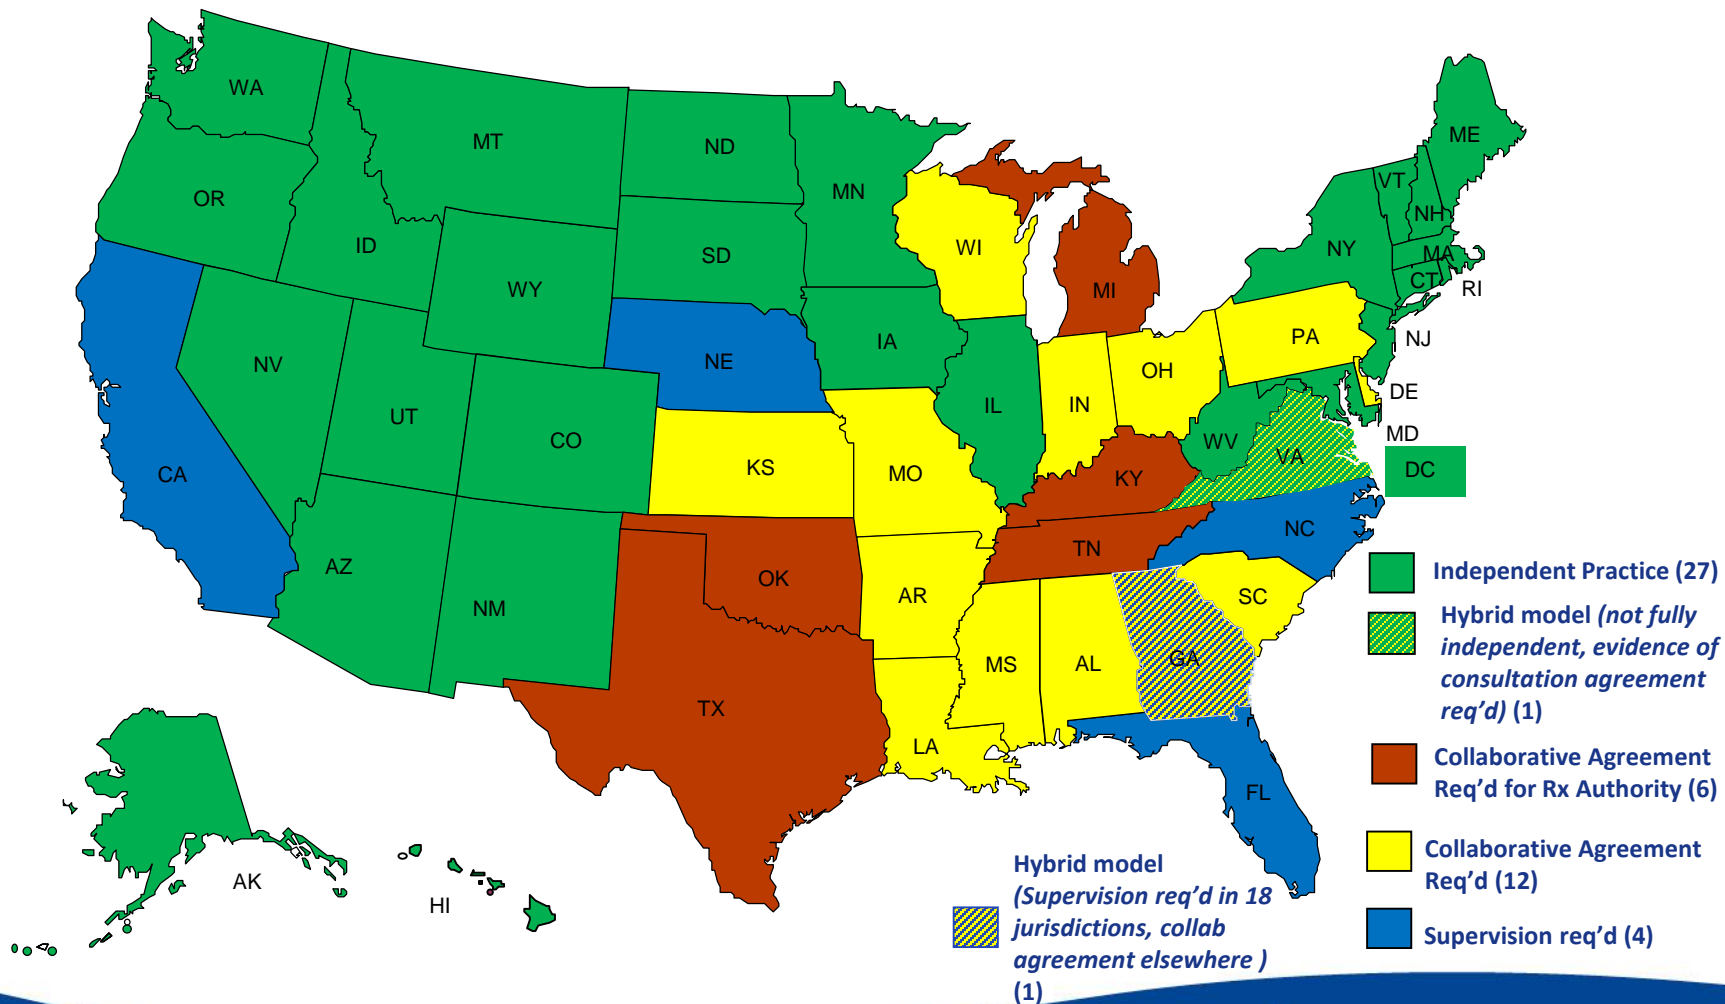 WA
MT
ND
MN
OR
ID
SD
WY
WI
MI
ME
VT
NH
NY
MA
CT
RI
NV
NE
IA
PA
NJ
UT
CO
IL
IN
OH
DE
MD
WV
VA
DC
CA
KS
MO
KY
NC
AZ
NM
OK
AR
TN
SC
TX
MS
AL
GA
LA
FL
AK
HI
Independent Practice (27)
Hybrid model (not fully
independent, evidence of
consultation agreement
req’d) (1)
Collaborative Agreement
Req’d for Rx Authority (6)
Collaborative Agreement
Req’d (12)
Supervision req’d (4)
Hybrid model
(Supervision req’d in 18
jurisdictions, collab
agreement elsewhere )
(1)